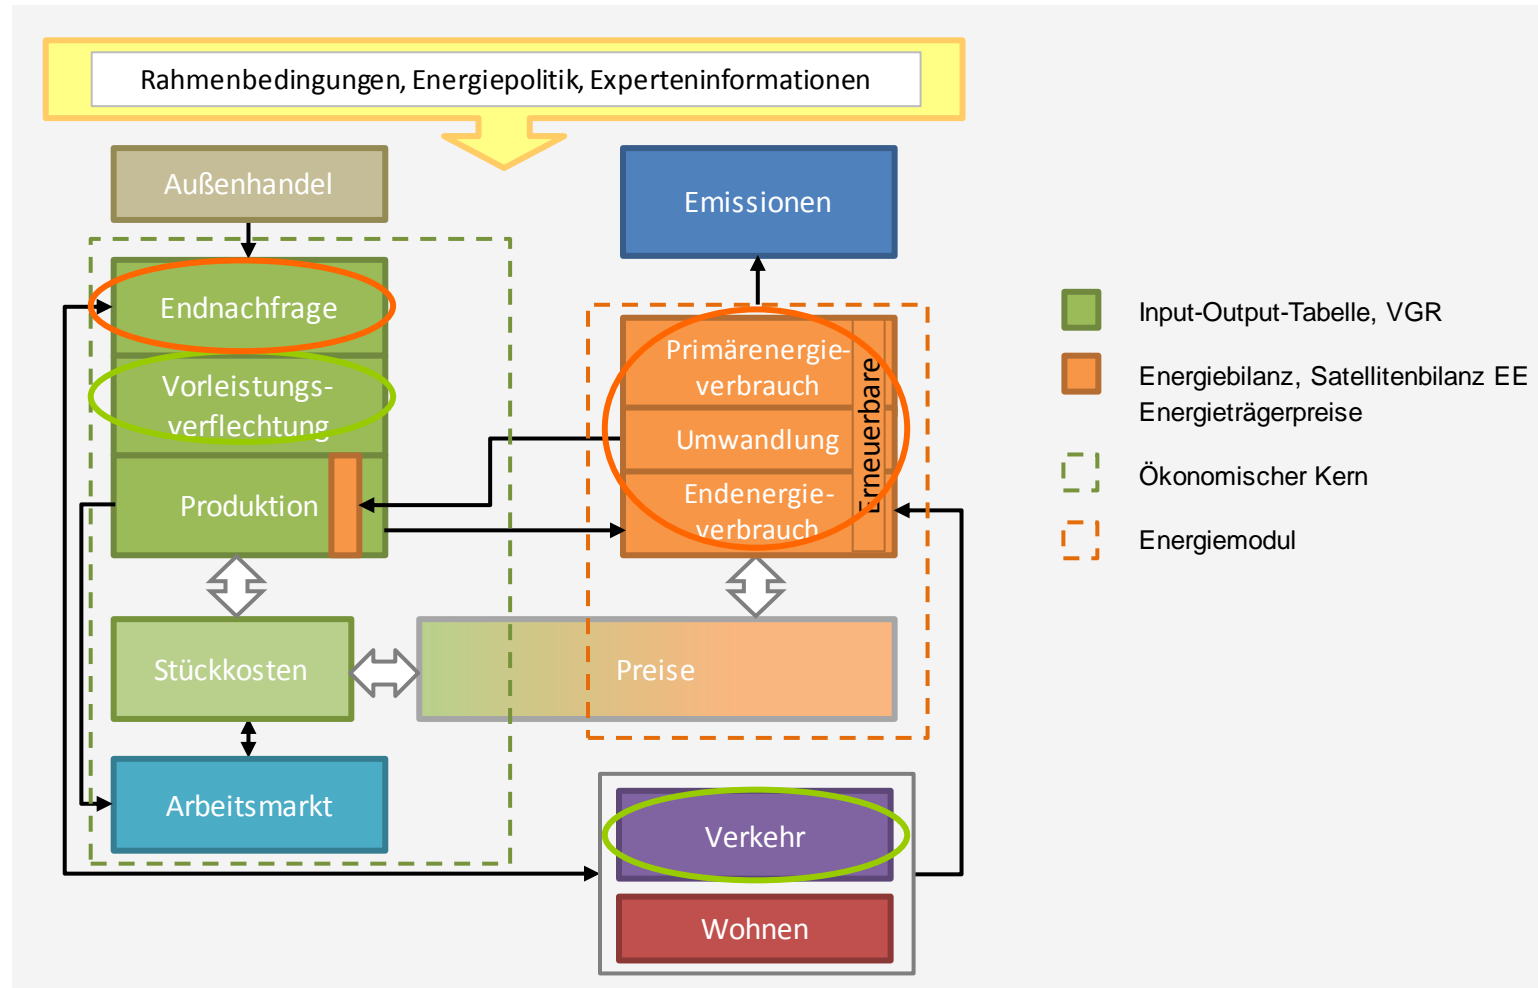 Rahmenbedingungen, Energiepolitik, Experteninformationen
Außenhandel
Endnachfrage
Vorleistungs-
verflechtung
Produktion
Stückkosten
Arbeitsmarkt
Emissionen
Primärenergie-
verbrauch
Umwandlung
Endenergie-
verbrauch
Erneuerbare
Preise
Verkehr
Wohnen
Input-Output-Tabelle, VGR
Energiebilanz, Satellitenbilanz EE
Energieträgerpreise
Ökonomischer Kern
Energiemodul